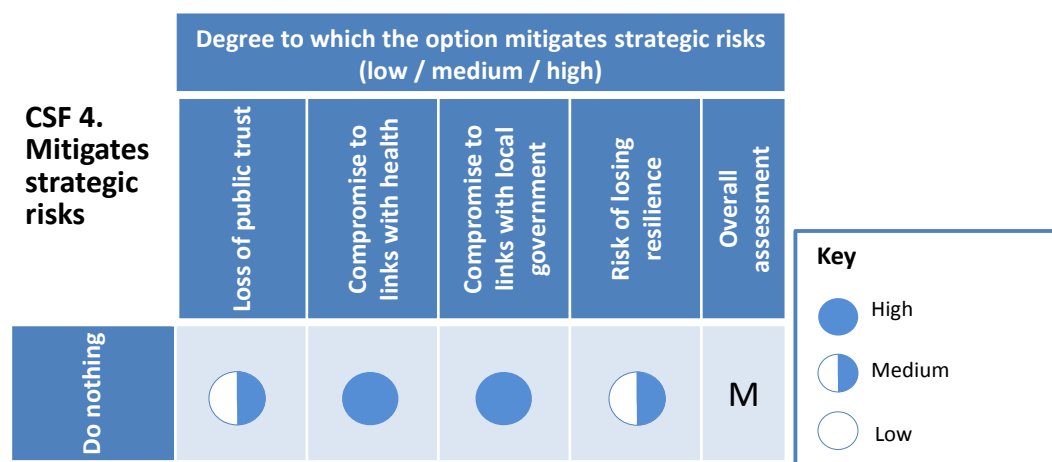 Degree to which the option mitigates strategic risks
(low / medium / high)
CSF 4.
Mitigates
strategic
risks
Loss of public trust
Compromise to
links with health
Compromise to
links with local
government
Risk of losing
resilience
Overall
assessment
Do nothing
M
Key
High
Medium
Low